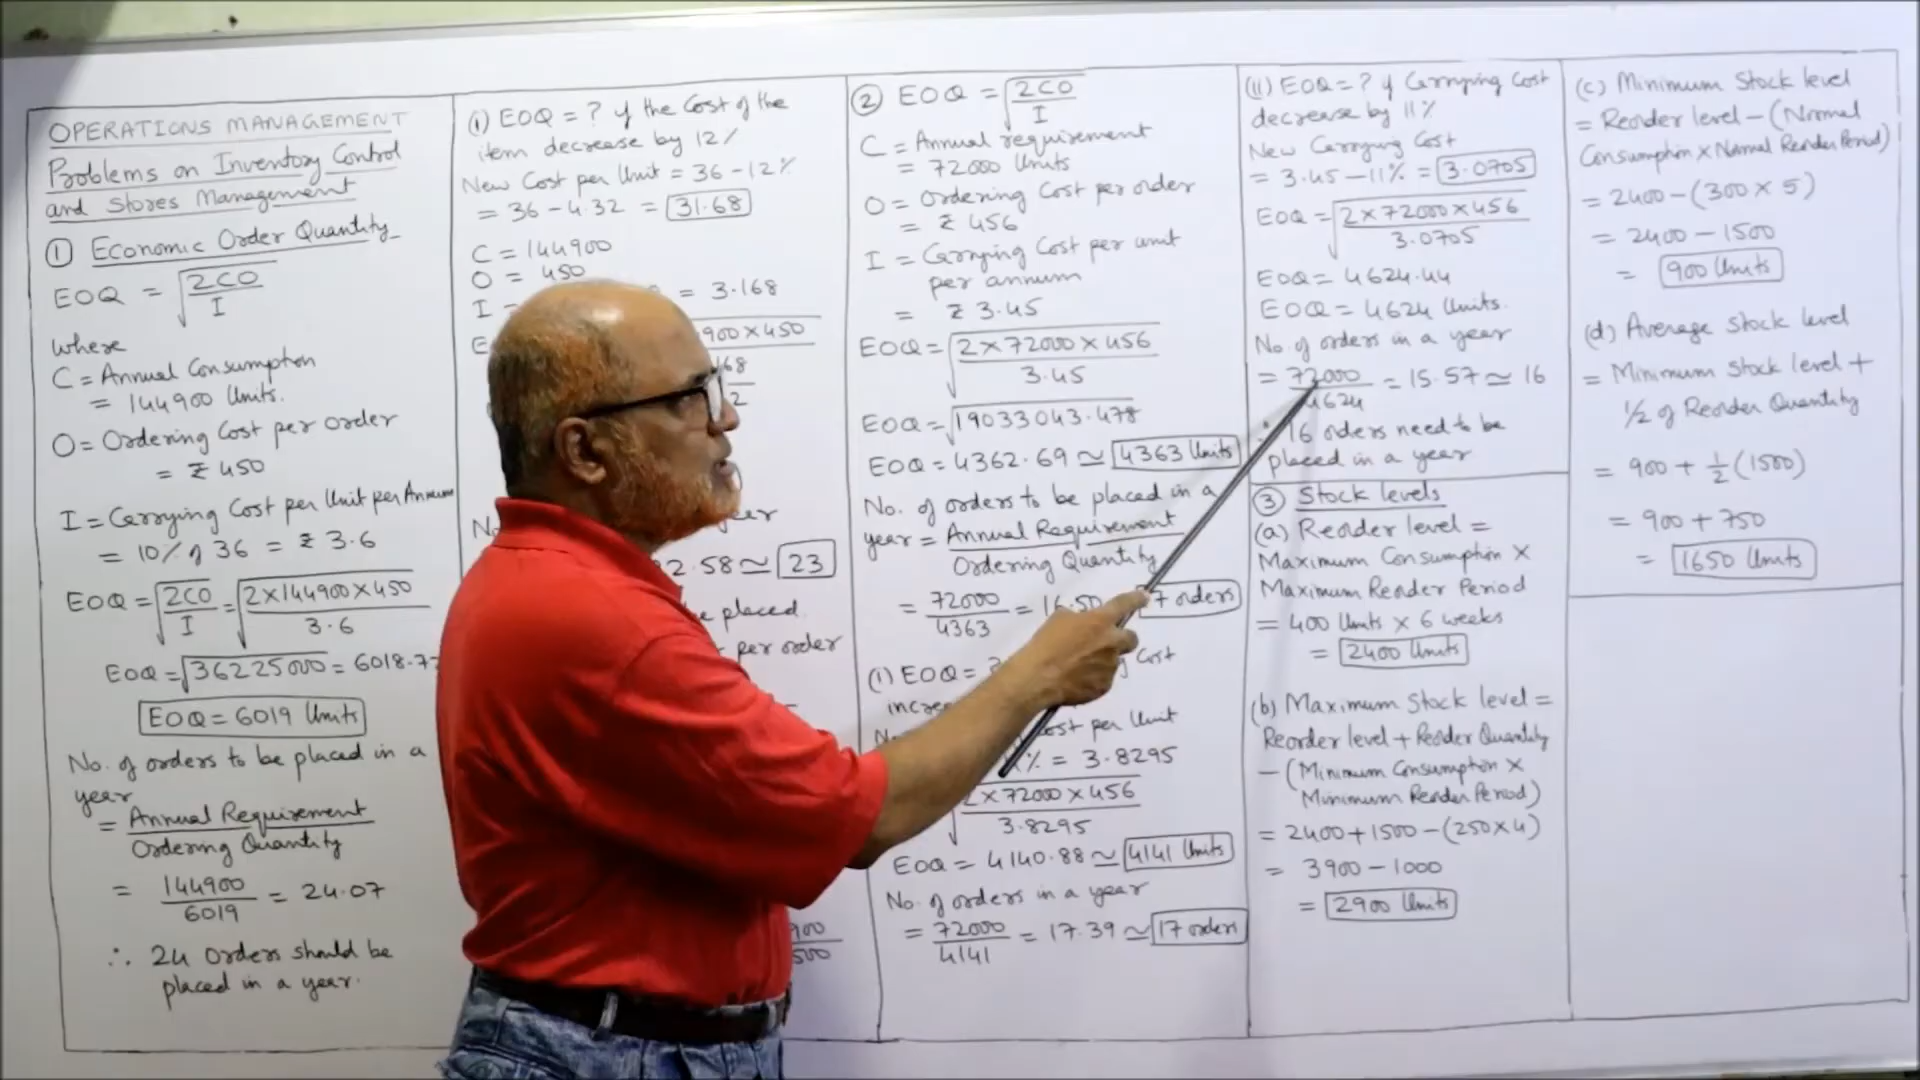 OPERATIONS MANAGEMENT
Problems on Inventory Control
and Stores Management
① Economic Order Quantity
EOQ = √2CO/I
where
C = Annual Consumption
= 144900 Units.
O = Ordering Cost per order
= ₹ 450
I = Carrying Cost per Unit per Annum
= 10% of 36 = ₹ 3.6
EOQ = √2CO/I = √2×144900×450/3.6
EOQ = √36225000 = 6018.7
EOQ = 6019 Units
No. of orders to be placed in a
year
= Annual Requirement/Ordering Quantity
= 144900/6019 = 24.07
∴ 24 orders should be
placed in a year.
(i) EOQ = ? if the Cost of the
item decrease by 12%
New Cost per Unit = 36 - 12%
= 36 - 4.32 = 31.68
C = 144900
O = 450
I = 3.168
900 × 450
68
2
2.58 ≃ 23
e placed.
per order
900
500
② EOQ = √2CO/I
C = Annual requirement
= 72000 Units
O = Ordering Cost per order
= ₹ 456
I = Carrying Cost per unit
per annum
= ₹ 3.45
EOQ = √2×72000×456/3.45
EOQ = √19033043.478
EOQ = 4362.69 ≃ 4363 Units
No. of orders to be placed in a
year = Annual Requirement/Ordering Quantity
= 72000/4363 = 16.50 7 orders
(i) EOQ = ? Cost
incre
Cost per Unit
% = 3.8295
2×72000×456/3.8295
EOQ = 4140.88 ≃ 4141 Units
No. of orders in a year
= 72000/4141 = 17.39 ≃ 17 orders
(ii) EOQ = ? if Carrying Cost
decrease by 11%
New Carrying Cost
= 3.45 - 11% = 3.0705
EOQ = √2×72000×456/3.0705
EOQ = 4624.44
EOQ = 4624 Units.
No. of orders in a year
= 72000/4624 = 15.57 ≃ 16
∴ 16 orders need to be
placed in a year
③ Stock levels
(a) Reorder level =
Maximum Consumption ×
Maximum Reorder Period
= 400 Units × 6 weeks
= 2400 Units
(b) Maximum Stock level =
Reorder level + Reorder Quantity
- (Minimum Consumption ×
Minimum Reorder Period)
= 2400 + 1500 - (250×4)
= 3900 - 1000
= 2900 Units
(c) Minimum Stock level
= Reorder level - (Normal
Consumption × Normal Reorder Period)
= 2400 - (300 × 5)
= 2400 - 1500
= 900 Units
(d) Average Stock level
= Minimum Stock level +
1/2 of Reorder Quantity
= 900 + 1/2 (1500)
= 900 + 750
= 1650 Units